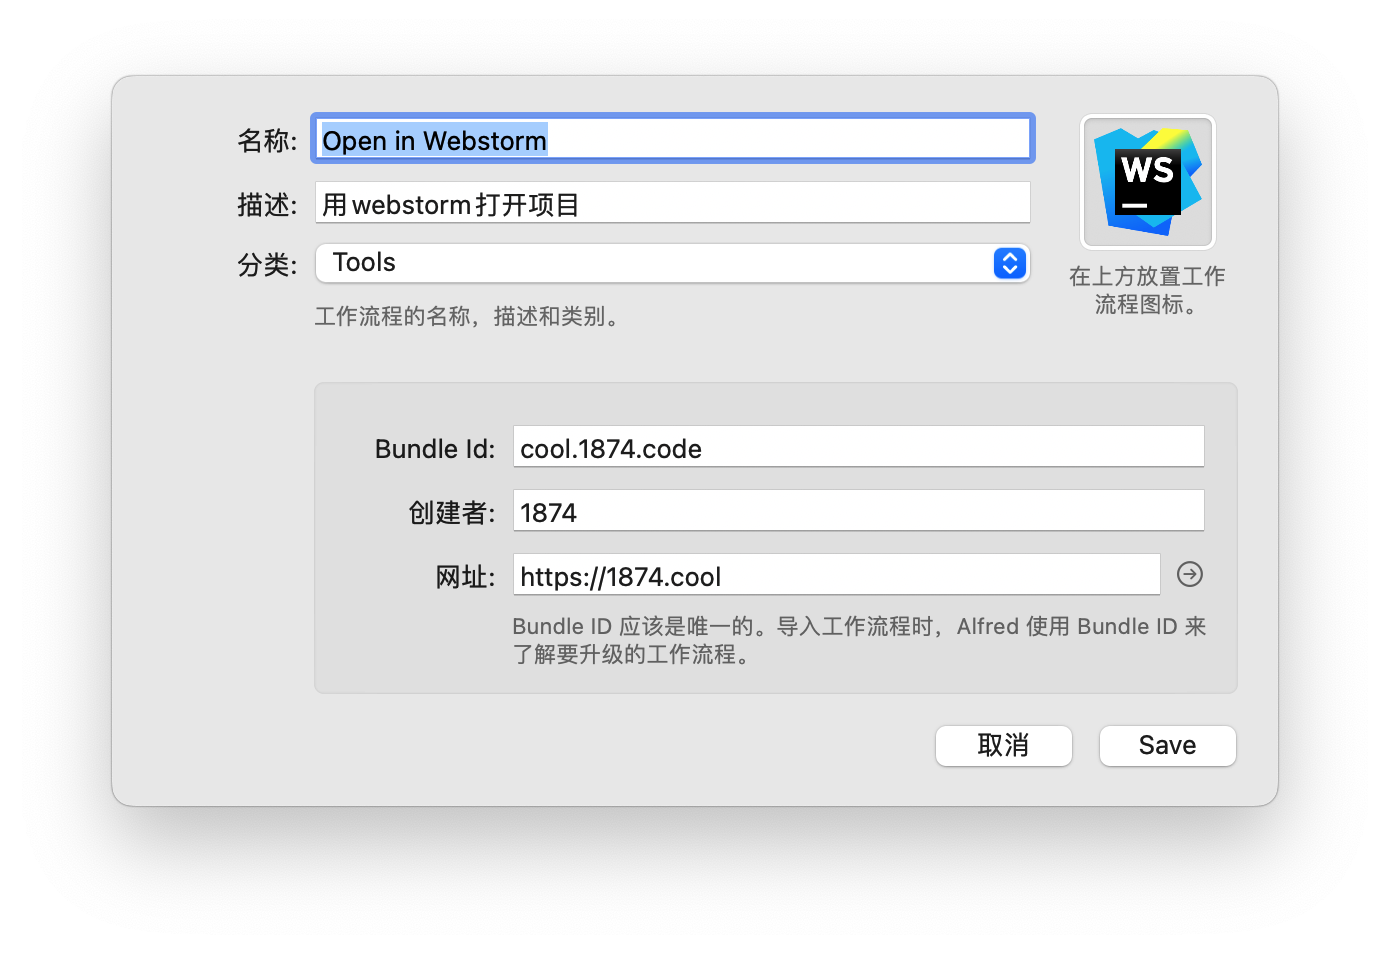 名称: Open in Webstorm
描述: 用webstorm打开项目
分类: Tools
工作流程的名称，描述和类别。
WS
在上方放置工作
流程图标。
Bundle Id: cool.1874.code
创建者: 1874
网址: https://1874.cool
Bundle ID 应该是唯一的。导入工作流程时，Alfred 使用 Bundle ID 来
了解要升级的工作流程。
取消 Save